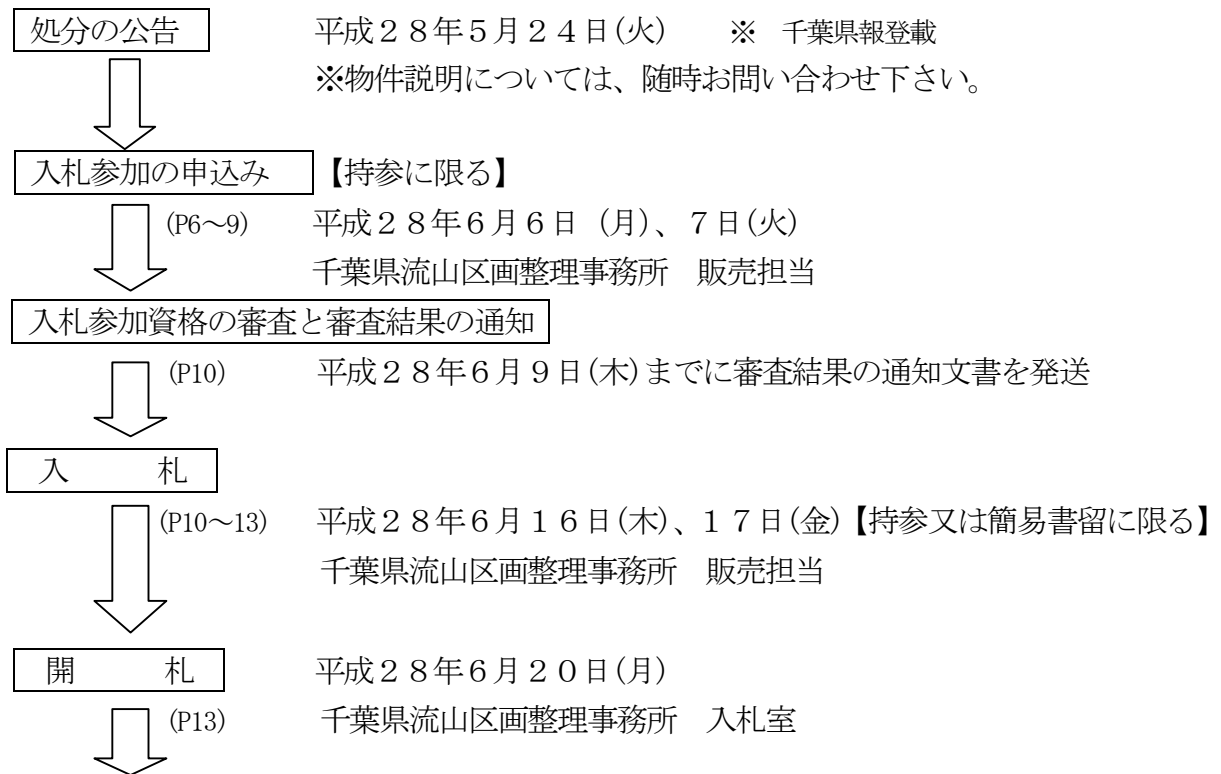 処分の公告　平成２８年５月２４日(火)　※　千葉県報登載
※物件説明については、随時お問い合わせ下さい。
入札参加の申込み　【持参に限る】
(P6～9)　平成２８年６月６日 (月)、７日(火)
千葉県流山区画整理事務所　販売担当
入札参加資格の審査と審査結果の通知
(P10)　平成２８年６月９日(木)までに審査結果の通知文書を発送
入　　札
(P10～13)　平成２８年６月１６日(木)、１７日(金)【持参又は簡易書留に限る】
千葉県流山区画整理事務所　販売担当
開　　札　平成２８年６月２０日(月)
(P13)　千葉県流山区画整理事務所　入札室